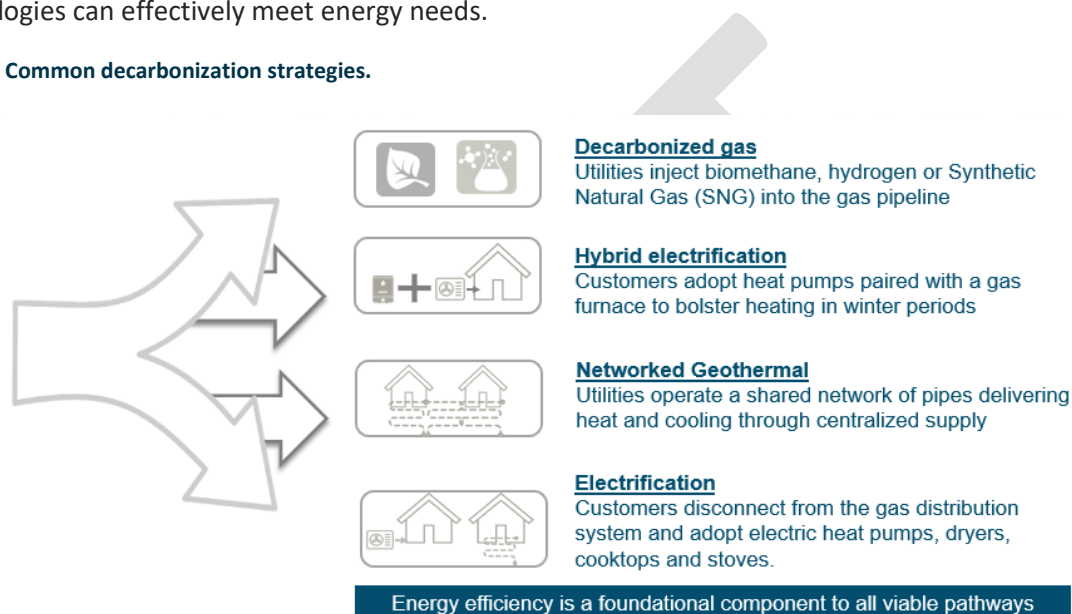 logies can effectively meet energy needs.
Common decarbonization strategies.
Decarbonized gas
Utilities inject biomethane, hydrogen or Synthetic
Natural Gas (SNG) into the gas pipeline
Hybrid electrification
Customers adopt heat pumps paired with a gas
furnace to bolster heating in winter periods
Networked Geothermal
Utilities operate a shared network of pipes delivering
heat and cooling through centralized supply
Electrification
Customers disconnect from the gas distribution
system and adopt electric heat pumps, dryers,
cooktops and stoves.
Energy efficiency is a foundational component to all viable pathways